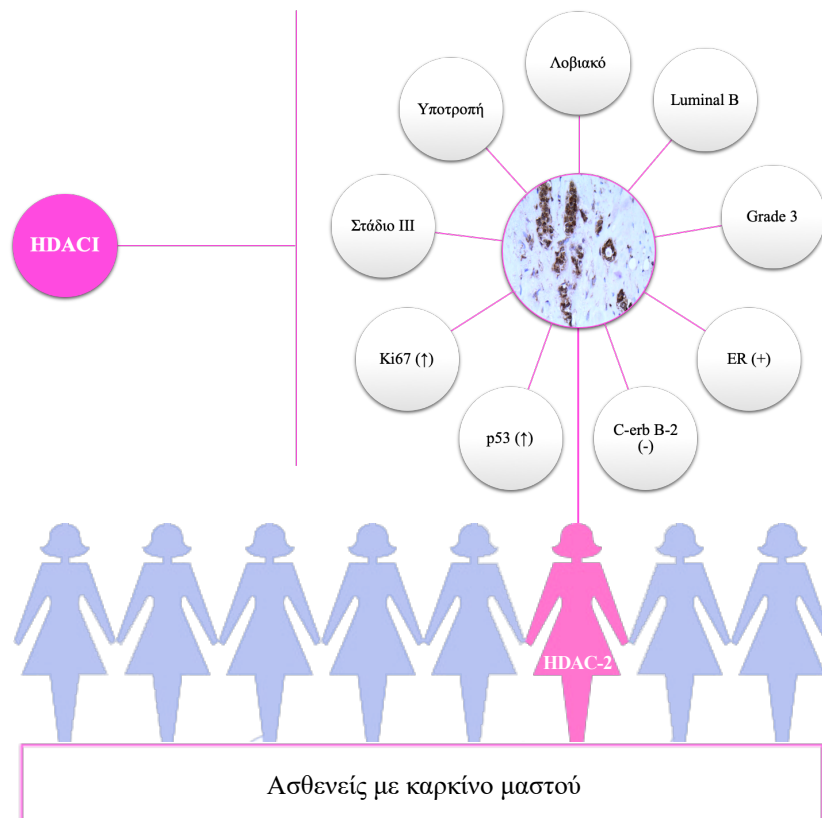 Λοβιακό
Υποτροπή
Luminal B
Στάδιο III
Grade 3
HDACI
Ki67 (↑)
ER (+)
p53 (↑)
C-erb B-2
(-)
HDAC-2
Ασθενείς με καρκίνο μαστού